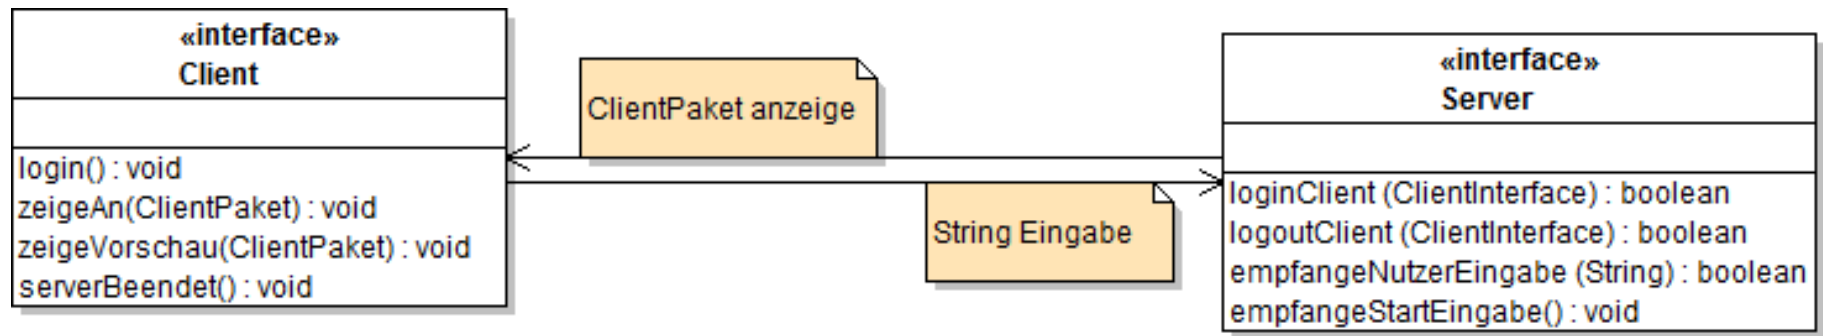 «interface»
Client
login() : void
zeigeAn(ClientPaket) : void
zeigeVorschau(ClientPaket) : void
serverBeendet() : void
ClientPaket anzeige
String Eingabe
«interface»
Server
loginClient (ClientInterface) : boolean
logoutClient (ClientInterface) : boolean
empfangeNutzerEingabe (String) : boolean
empfangeStartEingabe() : void